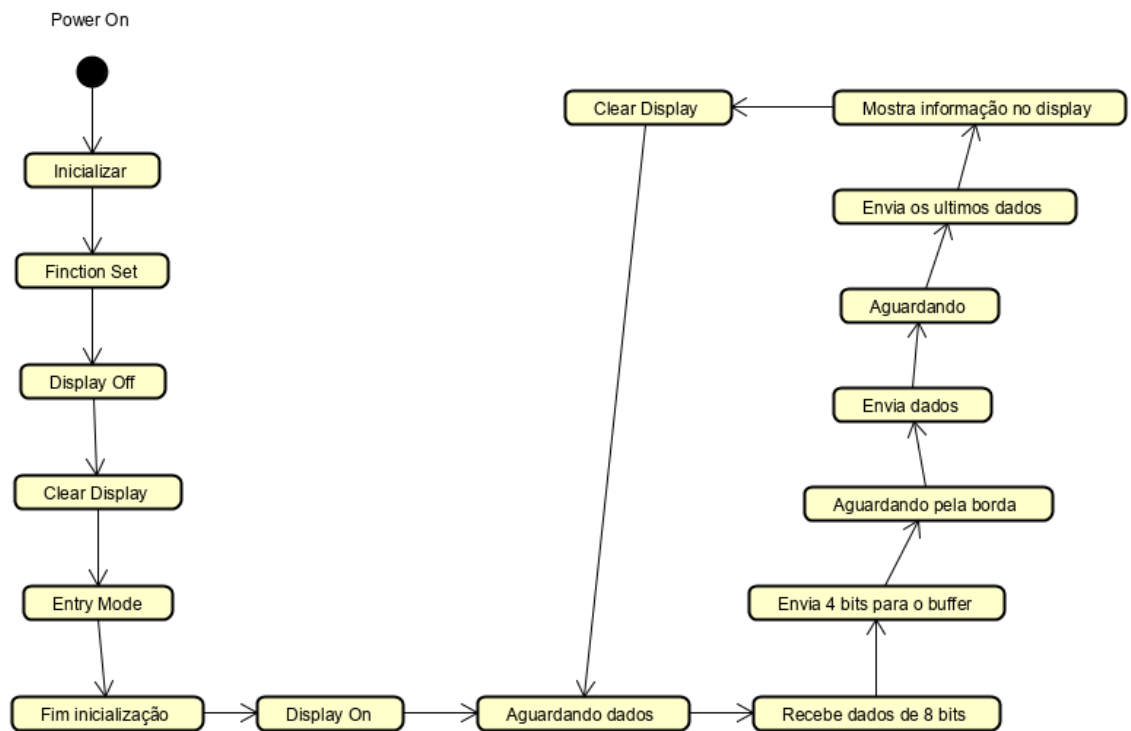 Power On
Inicializar
Finction Set
Display Off
Clear Display
Entry Mode
Fim inicialização
Display On
Aguardando dados
Recebe dados de 8 bits
Envia 4 bits para o buffer
Aguardando pela borda
Envia dados
Aguardando
Envia os ultimos dados
Mostra informação no display
Clear Display